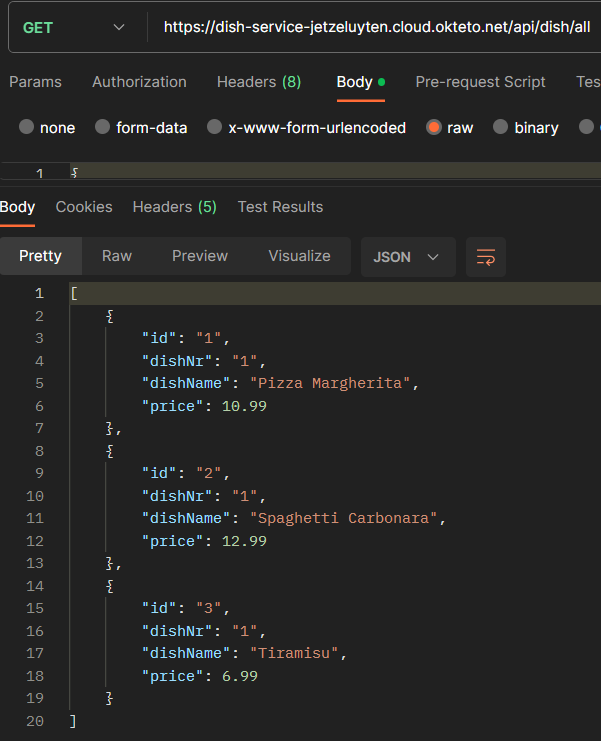 GET https://dish-service-jetzeluyten.cloud.okteto.net/api/dish/all
Params Authorization Headers (8) Body Pre-request Script Tes
none form-data x-www-form-urlencoded raw binary
1 {
Body Cookies Headers (5) Test Results
Pretty Raw Preview Visualize JSON
1 [
2 {
3 "id": "1",
4 "dishNr": "1",
5 "dishName": "Pizza Margherita",
6 "price": 10.99
7 },
8 {
9 "id": "2",
10 "dishNr": "1",
11 "dishName": "Spaghetti Carbonara",
12 "price": 12.99
13 },
14 {
15 "id": "3",
16 "dishNr": "1",
17 "dishName": "Tiramisu",
18 "price": 6.99
19 }
20 ]